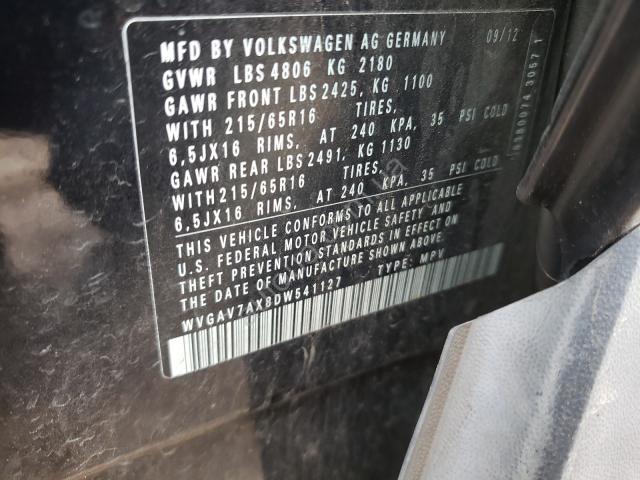 MFD BY VOLKSWAGEN AG GERMANY 09/12
GVWR LBS 4806 KG 2180
GAWR FRONT LBS 2425, KG 1100
WITH 215/65R16 TIRES,
6,5JX16 RIMS, AT 240 KPA, 35 PSI COLD
GAWR REAR LBS 2491, KG 1130
WITH 215/65R16 TIRES,
6,5JX16 RIMS, AT 240 KPA, 35 PSI COLD
THIS VEHICLE CONFORMS TO ALL APPLICABLE
U.S. FEDERAL MOTOR VEHICLE SAFETY AND
THEFT PREVENTION STANDARDS IN EFFECT ON
THE DATE OF MANUFACTURE SHOWN ABOVE.
WVGAV7AX8DW541127 TYPE: MPV